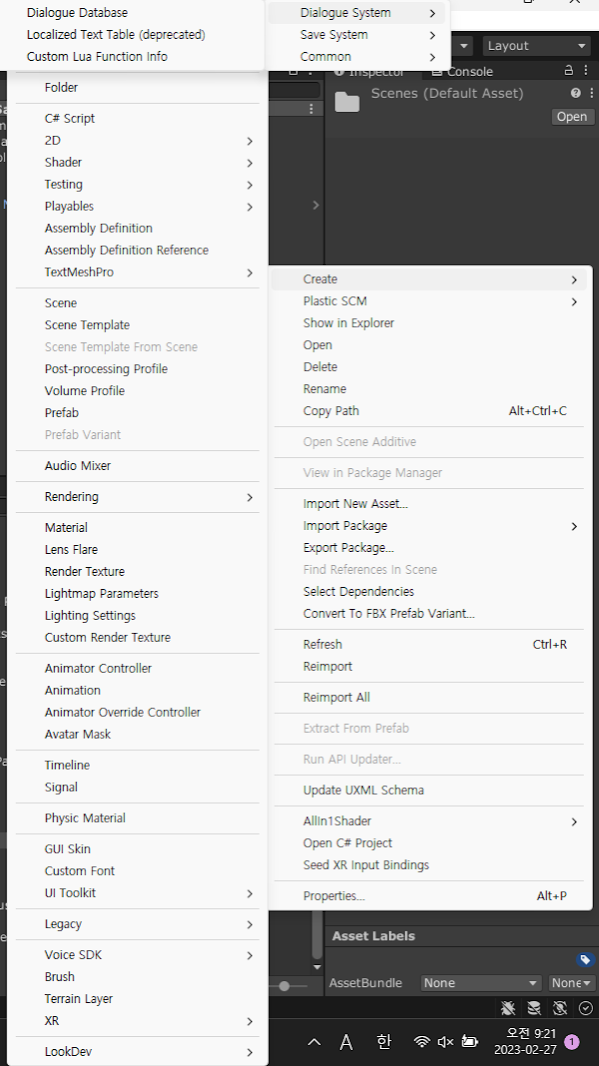 Dialogue Database
Localized Text Table (deprecated)
Custom Lua Function Info
Dialogue System
Save System
Common
Layout
Inspector
Console
Scenes (Default Asset)
Open
Folder
C# Script
2D
Shader
Testing
Playables
Assembly Definition
Assembly Definition Reference
TextMeshPro
Scene
Scene Template
Scene Template From Scene
Post-processing Profile
Volume Profile
Prefab
Prefab Variant
Audio Mixer
Rendering
Material
Lens Flare
Render Texture
Lightmap Parameters
Lighting Settings
Custom Render Texture
Animator Controller
Animation
Animator Override Controller
Avatar Mask
Timeline
Signal
Physic Material
GUI Skin
Custom Font
UI Toolkit
Legacy
Voice SDK
Brush
Terrain Layer
XR
LookDev
Create
Plastic SCM
Show in Explorer
Open
Delete
Rename
Copy Path Alt+Ctrl+C
Open Scene Additive
View in Package Manager
Import New Asset...
Import Package
Export Package...
Find References In Scene
Select Dependencies
Convert To FBX Prefab Variant...
Refresh Ctrl+R
Reimport
Reimport All
Extract From Prefab
Run API Updater...
Update UXML Schema
AllIn1Shader
Open C# Project
Seed XR Input Bindings
Properties... Alt+P
Asset Labels
AssetBundle None None
A 한 오전 9:21
2023-02-27 1